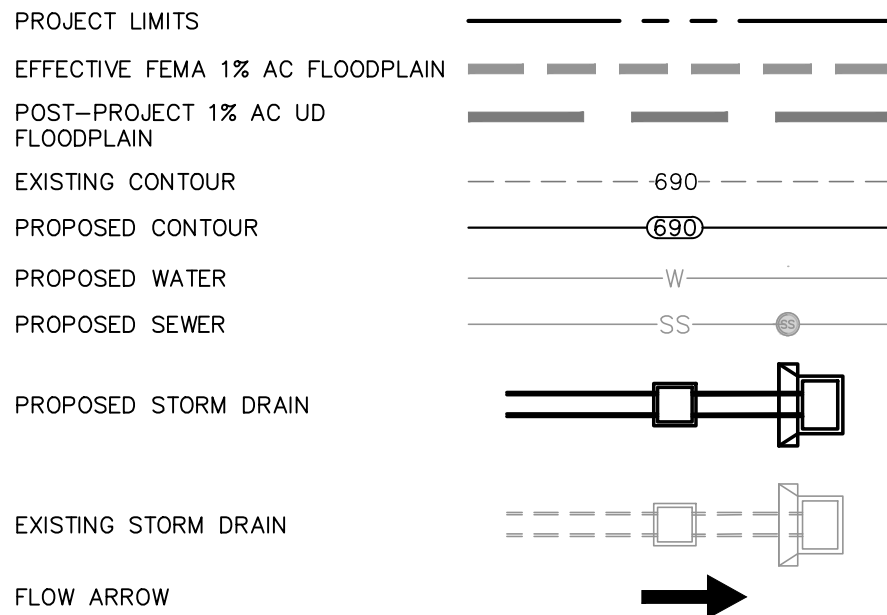 PROJECT LIMITS
EFFECTIVE FEMA 1% AC FLOODPLAIN
POST-PROJECT 1% AC UD
FLOODPLAIN
EXISTING CONTOUR
690
PROPOSED CONTOUR
690
PROPOSED WATER
W
PROPOSED SEWER
SS
SS
PROPOSED STORM DRAIN
EXISTING STORM DRAIN
FLOW ARROW